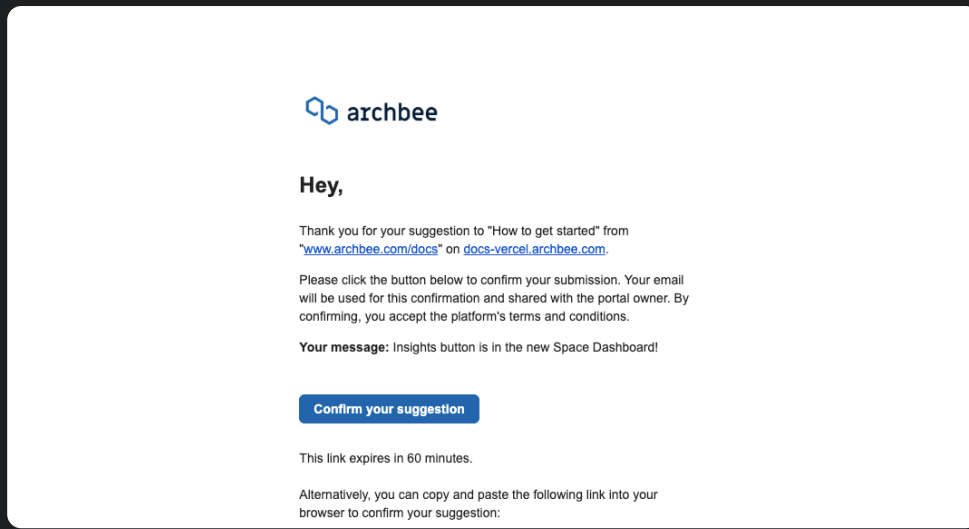 archbee
Hey,
Thank you for your suggestion to "How to get started" from
"www.archbee.com/docs" on docs-vercel.archbee.com.
Please click the button below to confirm your submission. Your email
will be used for this confirmation and shared with the portal owner. By
confirming, you accept the platform's terms and conditions.
Your message: Insights button is in the new Space Dashboard!
Confirm your suggestion
This link expires in 60 minutes.
Alternatively, you can copy and paste the following link into your
browser to confirm your suggestion: